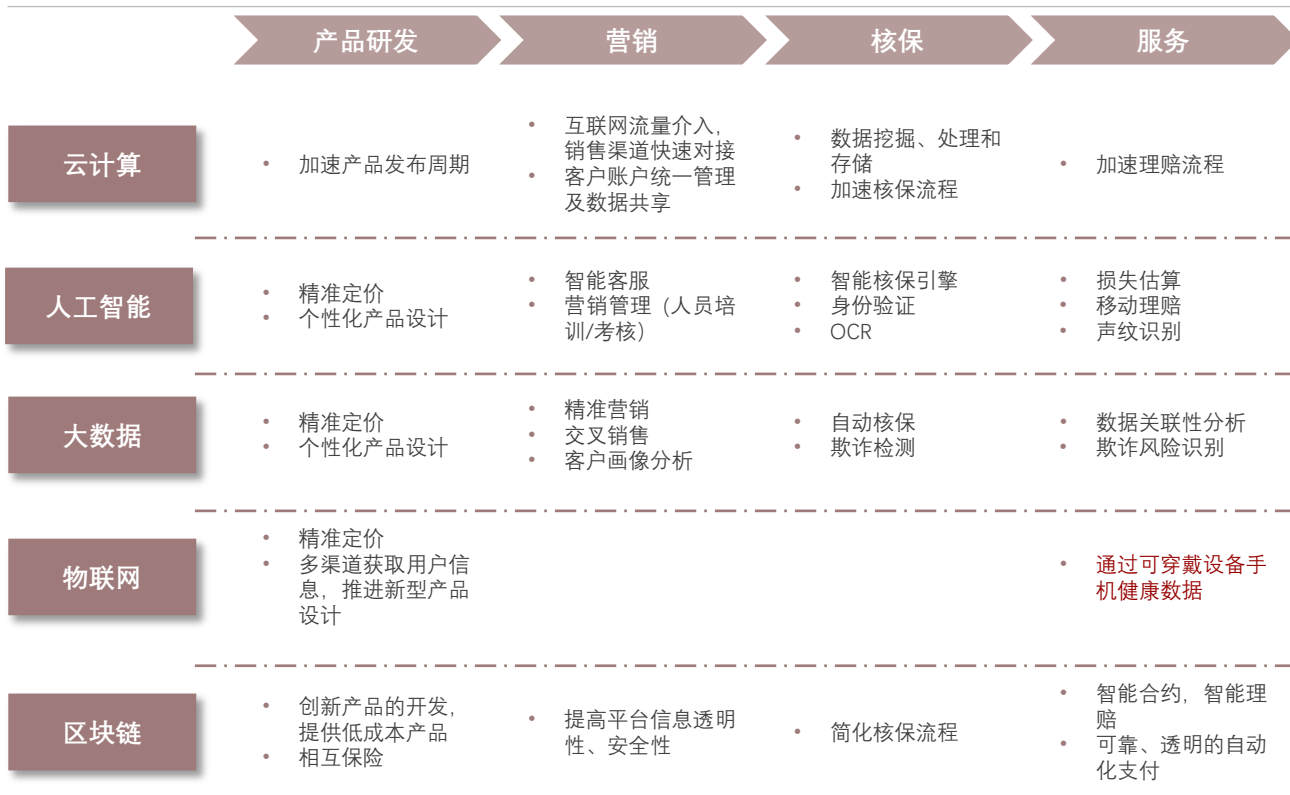 产品研发
营销
核保
服务
云计算
• 加速产品发布周期
• 互联网流量介入,
销售渠道快速对接
• 客户账户统一管理
及数据共享
• 数据挖掘、处理和
存储
• 加速核保流程
• 加速理赔流程
人工智能
• 精准定价
• 个性化产品设计
• 智能客服
• 营销管理 (人员培
训/考核)
• 智能核保引擎
• 身份验证
• OCR
• 损失估算
• 移动理赔
• 声纹识别
大数据
• 精准定价
• 个性化产品设计
• 精准营销
• 交叉销售
• 客户画像分析
• 自动核保
• 欺诈检测
• 数据关联性分析
• 欺诈风险识别
物联网
• 精准定价
• 多渠道获取用户信
息, 推进新型产品
设计
• 通过可穿戴设备手
机健康数据
区块链
• 创新产品的开发,
提供低成本产品
• 相互保险
• 提高平台信息透明
性、安全性
• 简化核保流程
• 智能合约, 智能理
赔
• 可靠、透明的自动
化支付